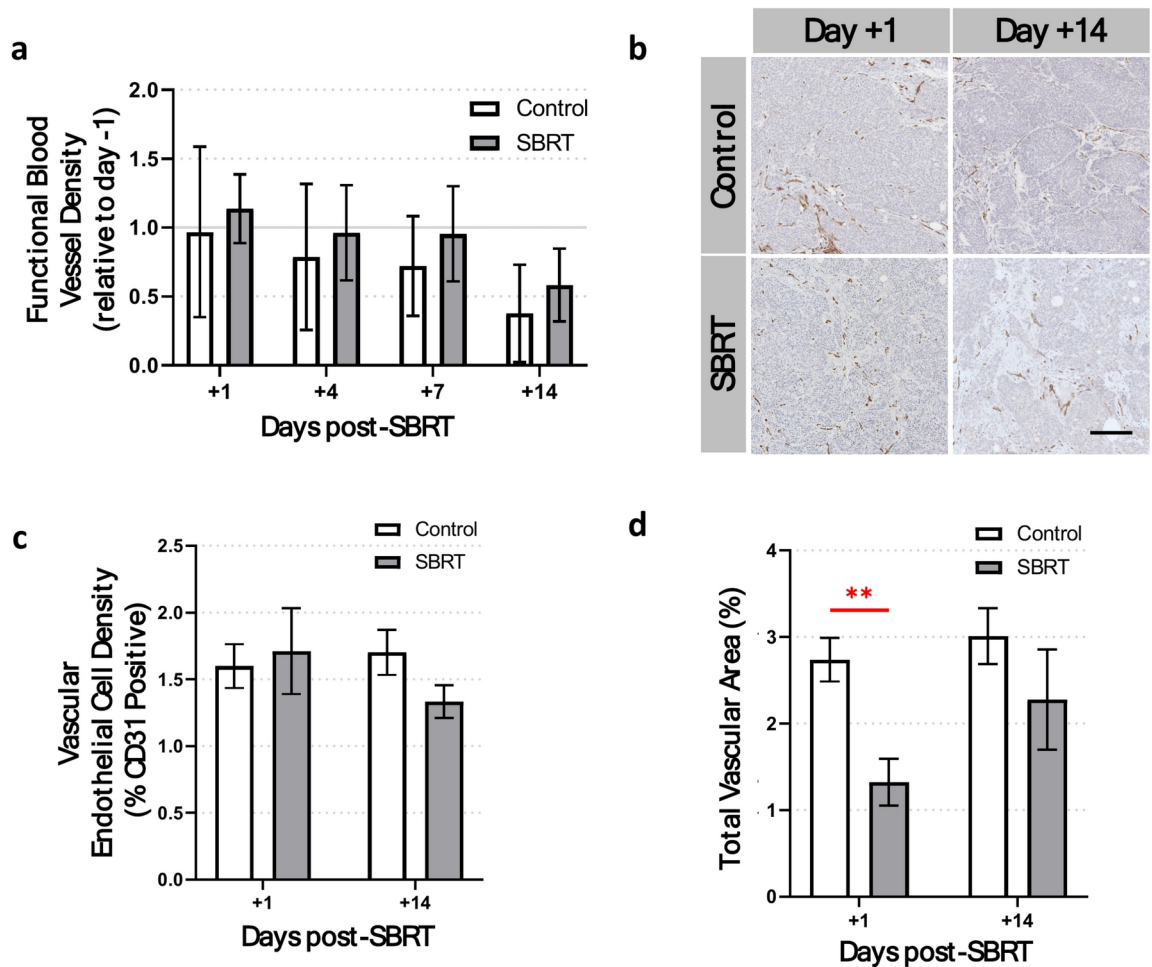 a
Functional Blood
Vessel Density
(relative to day -1)
2.0
1.5
1.0
0.5
0.0
Control
SBRT
+1
+4
+7
+14
Days post-SBRT
b
Day +1
Day +14
Control
SBRT
c
Vascular
Endothelial Cell Density
(% CD31 Positive)
2.5
2.0
1.5
1.0
0.5
0.0
Control
SBRT
+1
+14
Days post-SBRT
d
Total Vascular Area (%)
4
3
2
1
0
Control
SBRT
**
+1
+14
Days post-SBRT